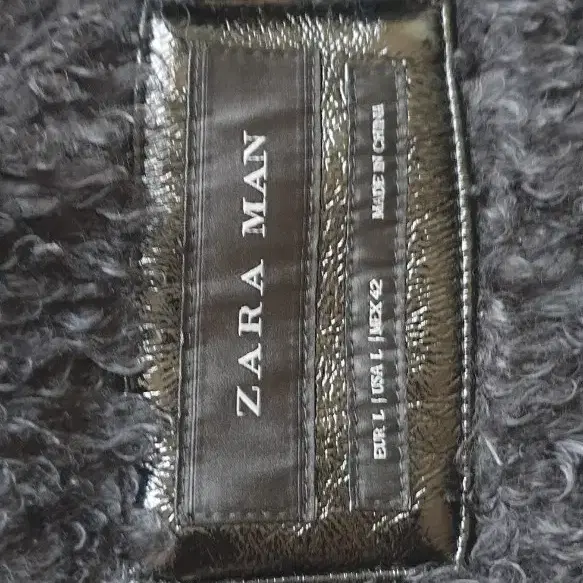 ZARA MAN
EUR L | USA L | MEX 42 MADE IN CHINA